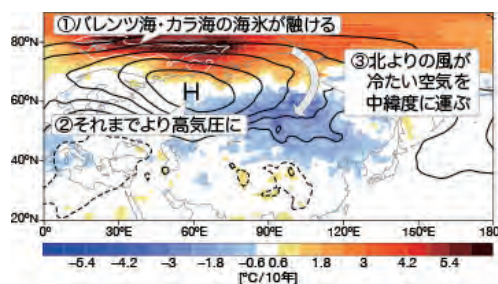 ①バレンツ海・カラ海の海氷が融ける
80°N
③北よりの風が
冷たい空気を
中緯度に運ぶ
H
60°N
②それまでより高気圧に
40°N
20°N
0° 30°E 60°E 90°E 120°E 150°E 180
−5.4 −4.2 −3 −1.8 −0.6 0.6 1.8 3 4.2 5.4
[°C/10年]